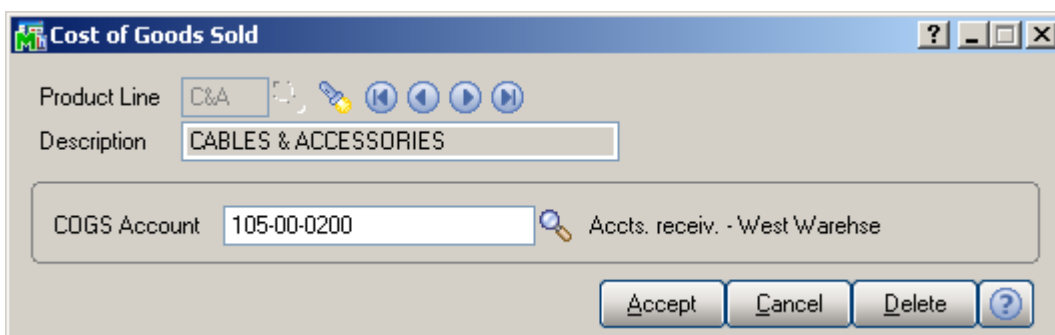 Cost of Goods Sold
Product Line C&A
Description CABLES & ACCESSORIES
COGS Account 105-00-0200 Accts. receiv. - West Warehse
Accept Cancel Delete